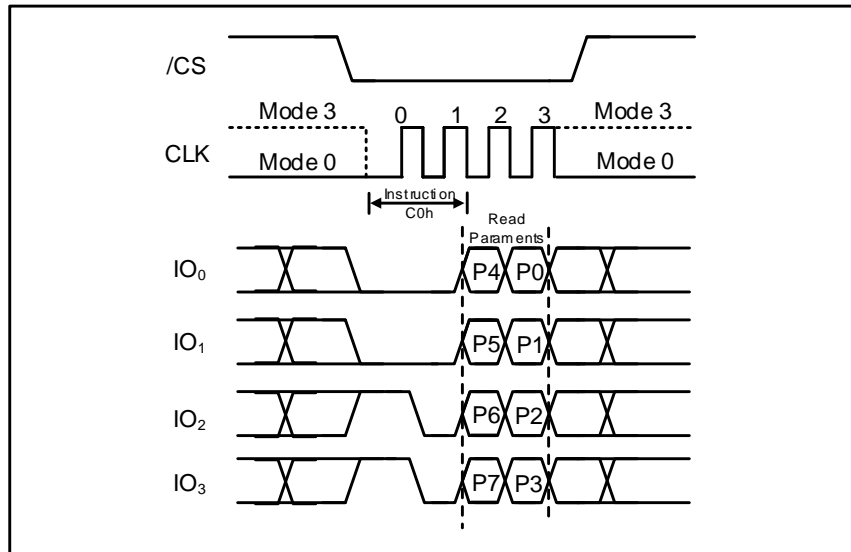 /CS
Mode 3 0 1 2 3 Mode 3
CLK
Mode 0 Mode 0
Instruction
C0h
Read
Paraments
IO₀ P4 P0
IO₁ P5 P1
IO₂ P6 P2
IO₃ P7 P3